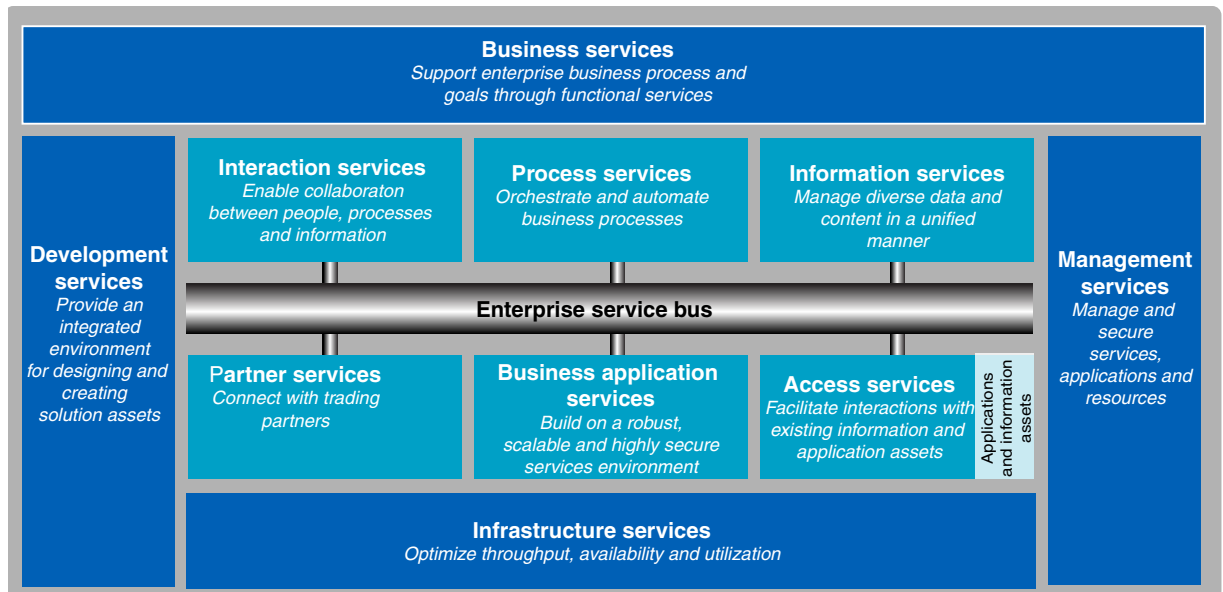 Business services
Support enterprise business process and
goals through functional services
Development
services
Provide an
integrated
environment
for designing and
creating
solution assets
Interaction services
Enable collaboraton
between people, processes
and information
Process services
Orchestrate and automate
business processes
Information services
Manage diverse data and
content in a unified
manner
Enterprise service bus
Partner services
Connect with trading
partners
Business application
services
Build on a robust,
scalable and highly secure
services environment
Access services
Facilitate interactions with
existing information and
application assets
Applications
and information
assets
Management
services
Manage and
secure
services,
applications and
resources
Infrastructure services
Optimize throughput, availability and utilization